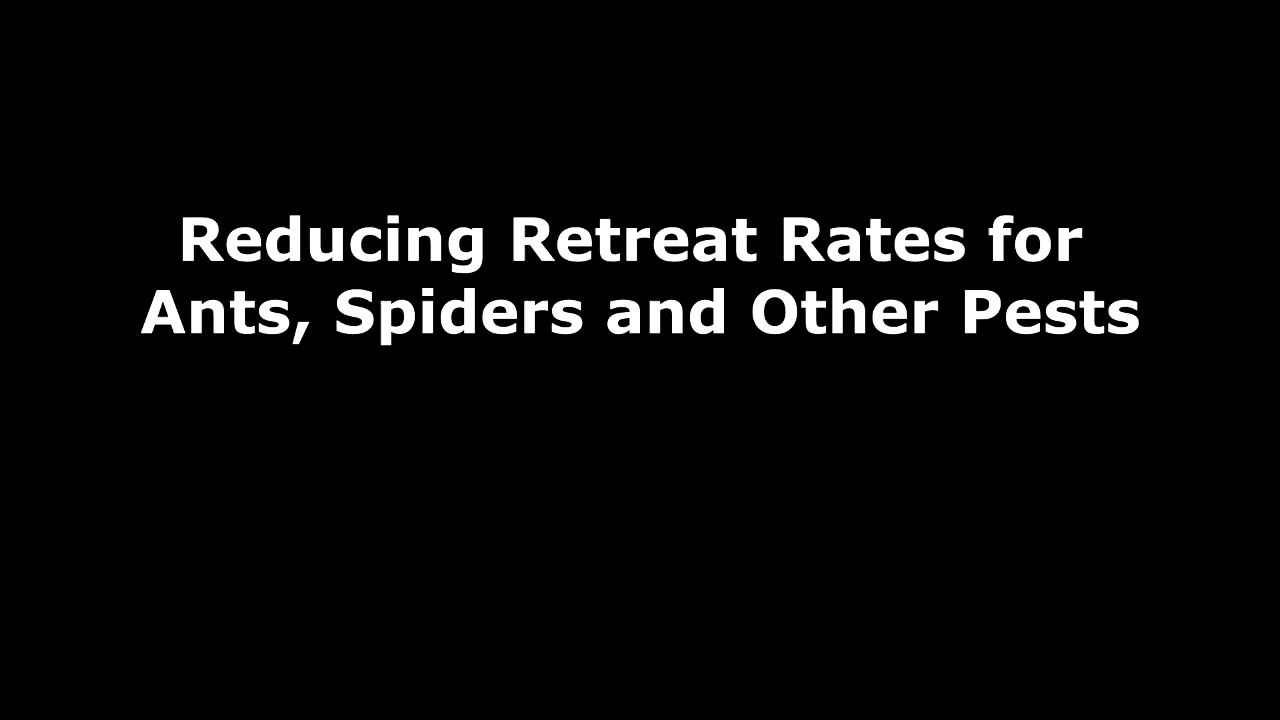 Reducing Retreat Rates for
Ants, Spiders and Other Pests